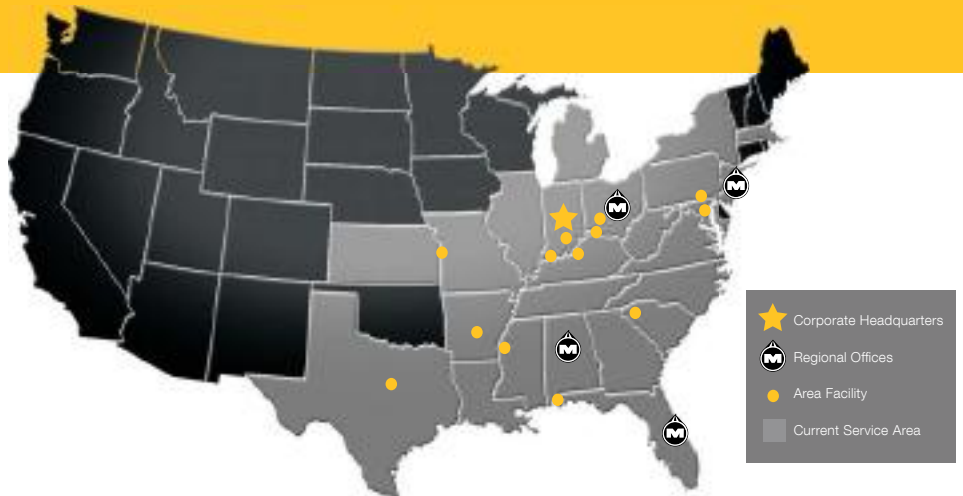 M
M
M
M
Corporate Headquarters
M
Regional Offices
Area Facility
Current Service Area